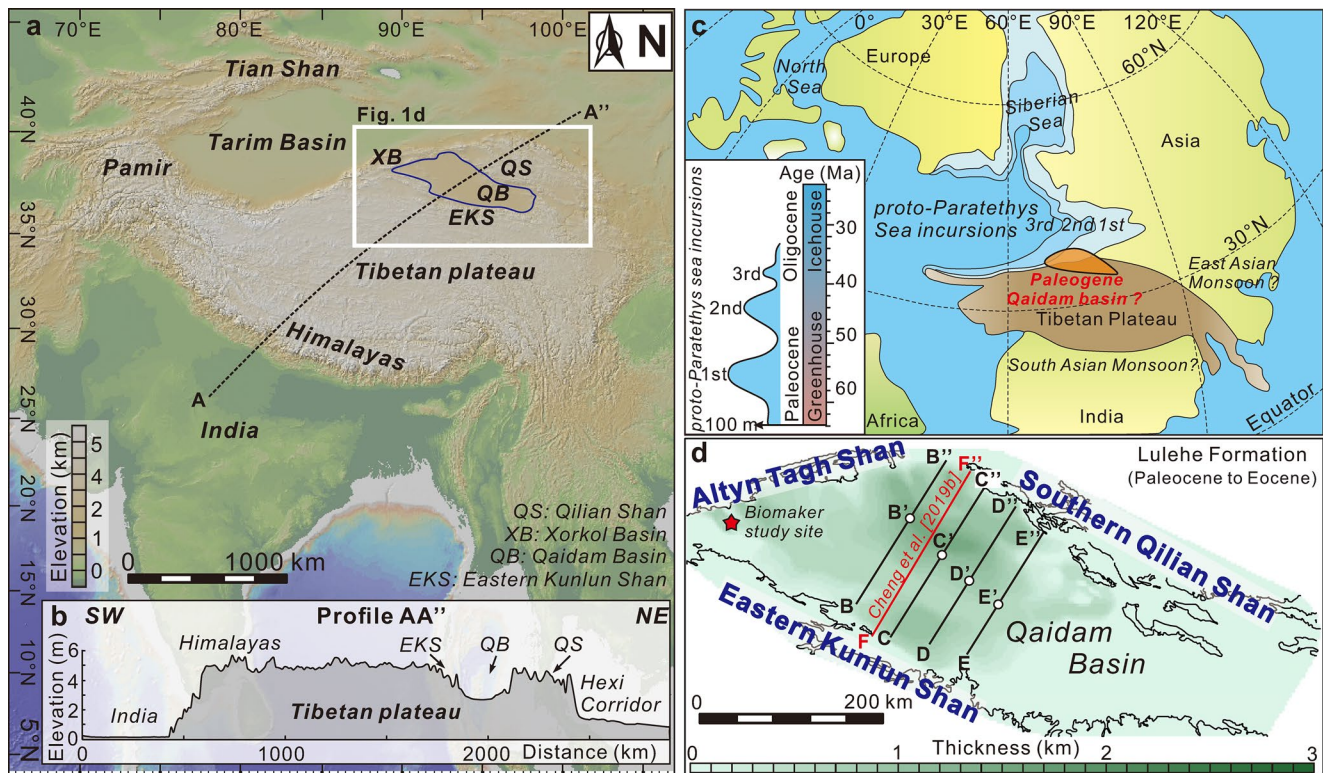 a
70°E
80°E
90°E
100°E
N
40°N
35°N
30°N
25°N
20°N
15°N
10°N
5°N
Tian Shan
Tarim Basin
Pamir
Fig. 1d
A''
XB
QS
QB
EKS
Tibetan plateau
Himalayas
A
India
Elevation (km)
5
4
3
2
1
0
QS: Qilian Shan
XB: Xorkol Basin
QB: Qaidam Basin
EKS: Eastern Kunlun Shan
0
1000 km
b
SW
Profile AA''
NE
Elevation (m)
6
4
2
0
Himalayas
EKS
QB
QS
India
Tibetan plateau
Hexi
Corridor
0
1000
2000
Distance (km)
c
0°
30°E
60°E
90°E
120°E
60°N
30°N
Equator
North
Sea
Europe
Siberian
Sea
Asia
proto-Paratethys
Sea incursions
3rd
2nd
1st
Paleogene
Qaidam basin ?
East Asian
Monsoon ?
Tibetan Plateau
South Asian Monsoon?
Africa
India
proto-Paratethys sea incursions
Age (Ma)
3rd
2nd
1st
100 m
Oligocene
Paleocene
Icehouse
Greenhouse
30
40
50
60
d
Altyn Tagh Shan
Lulehe Formation
(Paleocene to Eocene)
Southern Qilian Shan
Eastern Kunlun Shan
Biomaker
study site
Cheng et al. [2019b]
B''
F''
C''
D''
E''
B'
C'
D'
E'
B
F
C
D
E
Qaidam
Basin
0
200 km
Thickness (km)
0
1
2
3